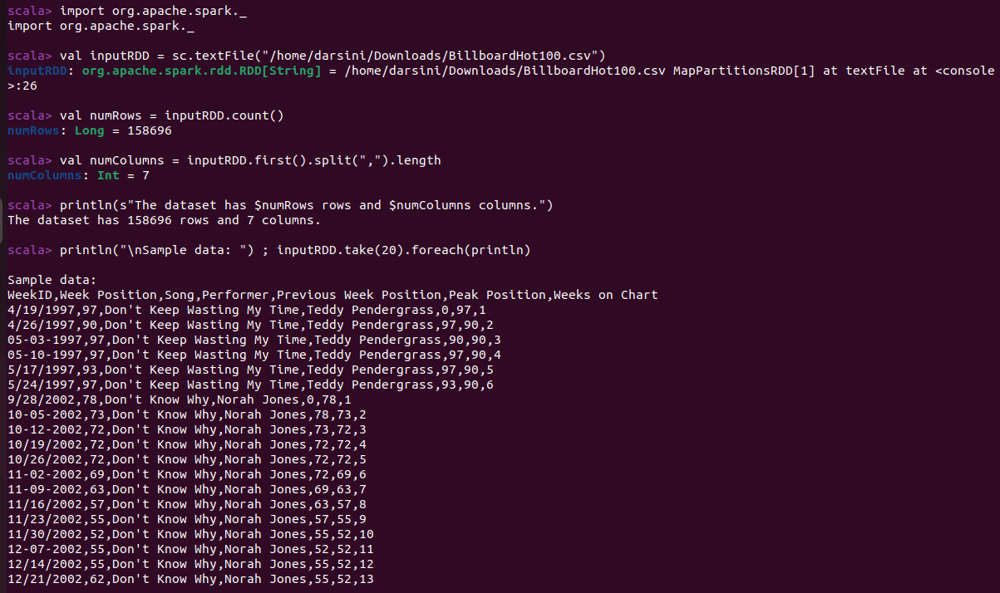 scala> import org.apache.spark._
import org.apache.spark._
scala> val inputRDD = sc.textFile("/home/darsini/Downloads/BillboardHot100.csv")
inputRDD: org.apache.spark.rdd.RDD[String] = /home/darsini/Downloads/BillboardHot100.csv MapPartitionsRDD[1] at textFile at <console
>:26
scala> val numRows = inputRDD.count()
numRows: Long = 158696
scala> val numColumns = inputRDD.first().split(",").length
numColumns: Int = 7
scala> println(s"The dataset has $numRows rows and $numColumns columns.")
The dataset has 158696 rows and 7 columns.
scala> println("\nSample data: ") ; inputRDD.take(20).foreach(println)
Sample data:
WeekID,Week Position,Song,Performer,Previous Week Position,Peak Position,Weeks on Chart
4/19/1997,97,Don't Keep Wasting My Time,Teddy Pendergrass,0,97,1
4/26/1997,90,Don't Keep Wasting My Time,Teddy Pendergrass,97,90,2
05-03-1997,97,Don't Keep Wasting My Time,Teddy Pendergrass,90,90,3
05-10-1997,97,Don't Keep Wasting My Time,Teddy Pendergrass,97,90,4
5/17/1997,93,Don't Keep Wasting My Time,Teddy Pendergrass,97,90,5
5/24/1997,97,Don't Keep Wasting My Time,Teddy Pendergrass,93,90,6
9/28/2002,78,Don't Know Why,Norah Jones,0,78,1
10-05-2002,73,Don't Know Why,Norah Jones,78,73,2
10-12-2002,72,Don't Know Why,Norah Jones,73,72,3
10/19/2002,72,Don't Know Why,Norah Jones,72,72,4
10/26/2002,72,Don't Know Why,Norah Jones,72,72,5
11-02-2002,69,Don't Know Why,Norah Jones,72,69,6
11-09-2002,63,Don't Know Why,Norah Jones,69,63,7
11/16/2002,57,Don't Know Why,Norah Jones,63,57,8
11/23/2002,55,Don't Know Why,Norah Jones,57,55,9
11/30/2002,52,Don't Know Why,Norah Jones,55,52,10
12-07-2002,55,Don't Know Why,Norah Jones,52,52,11
12/14/2002,55,Don't Know Why,Norah Jones,55,52,12
12/21/2002,62,Don't Know Why,Norah Jones,55,52,13